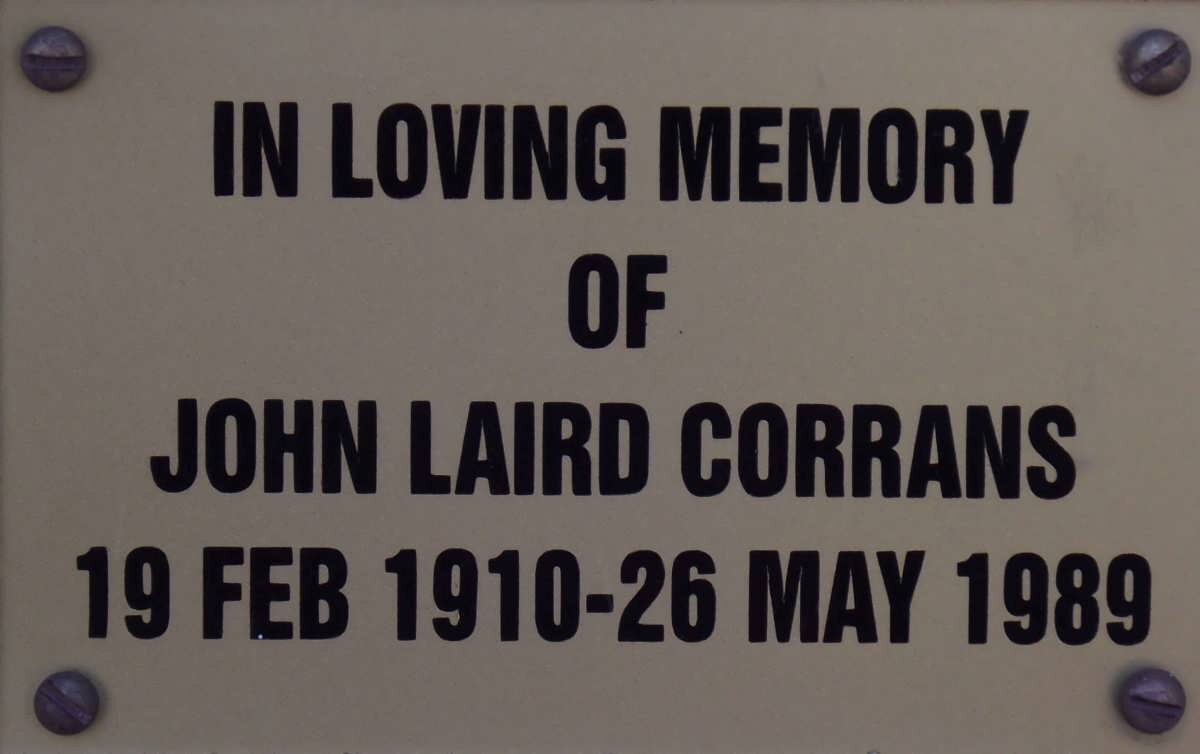 IN LOVING MEMORY
OF
JOHN LAIRD CORRANS
19 FEB 1910-26 MAY 1989